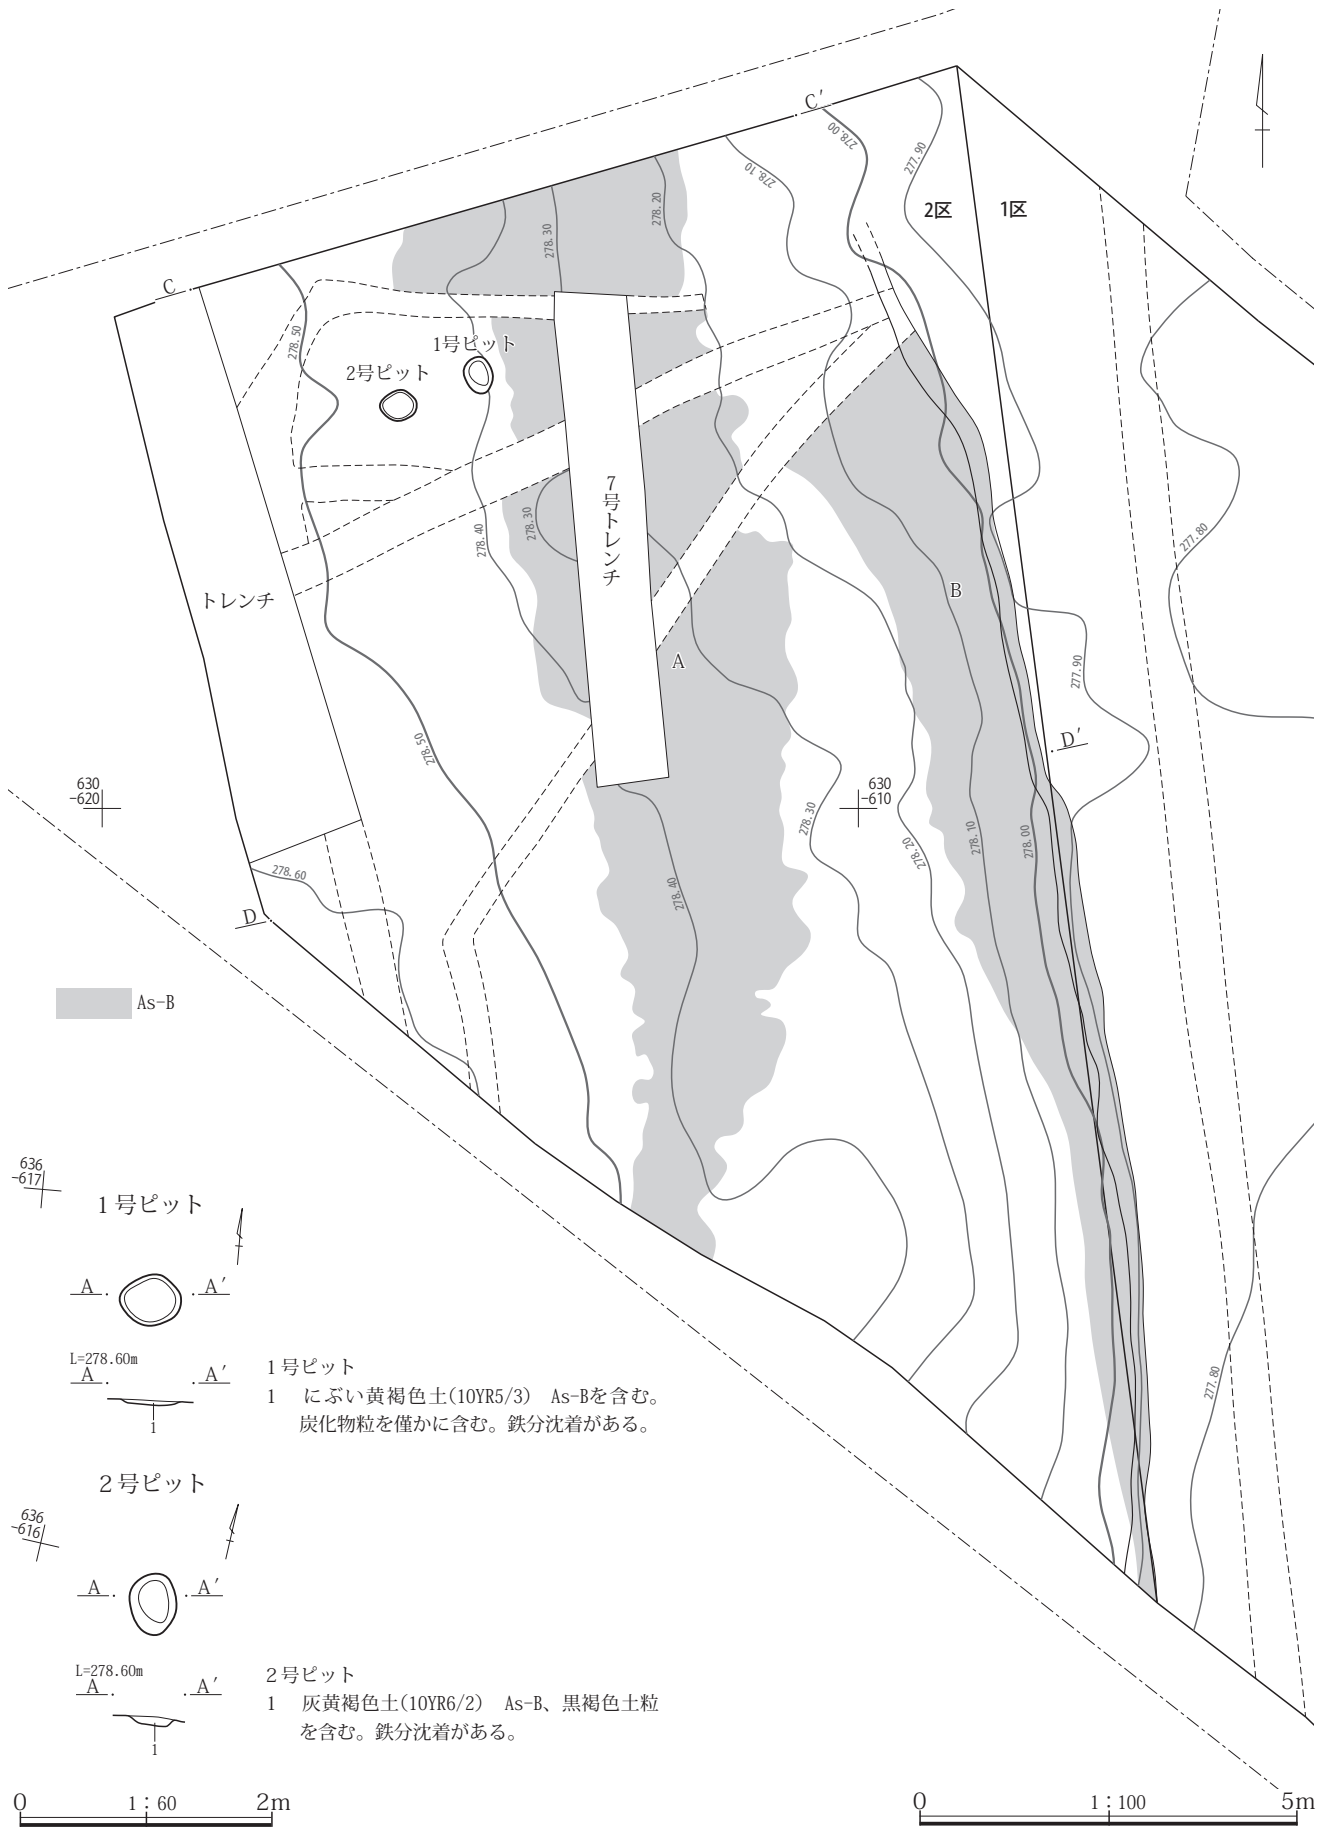 C′
278.00
277.90
278.10
278.20
278.30
2区
1区
C
278.50
1号ピット
2号ピット
7号トレンチ
278.40
278.30
277.80
トレンチ
B
A
277.90
D′
278.50
630
-620
630
-610
278.30
278.20
278.10
278.00
278.60
278.40
D
As-B
636
-617
1号ピット
A
A′
L=278.60m
A
A′
1
1号ピット
1 にぶい黄褐色土(10YR5/3) As-Bを含む。
炭化物粒を僅かに含む。鉄分沈着がある。
277.80
2号ピット
636
-616
A
A′
L=278.60m
A
A′
1
2号ピット
1 灰黄褐色土(10YR6/2) As-B、黒褐色土粒
を含む。鉄分沈着がある。
0 1:60 2m
0 1:100 5m